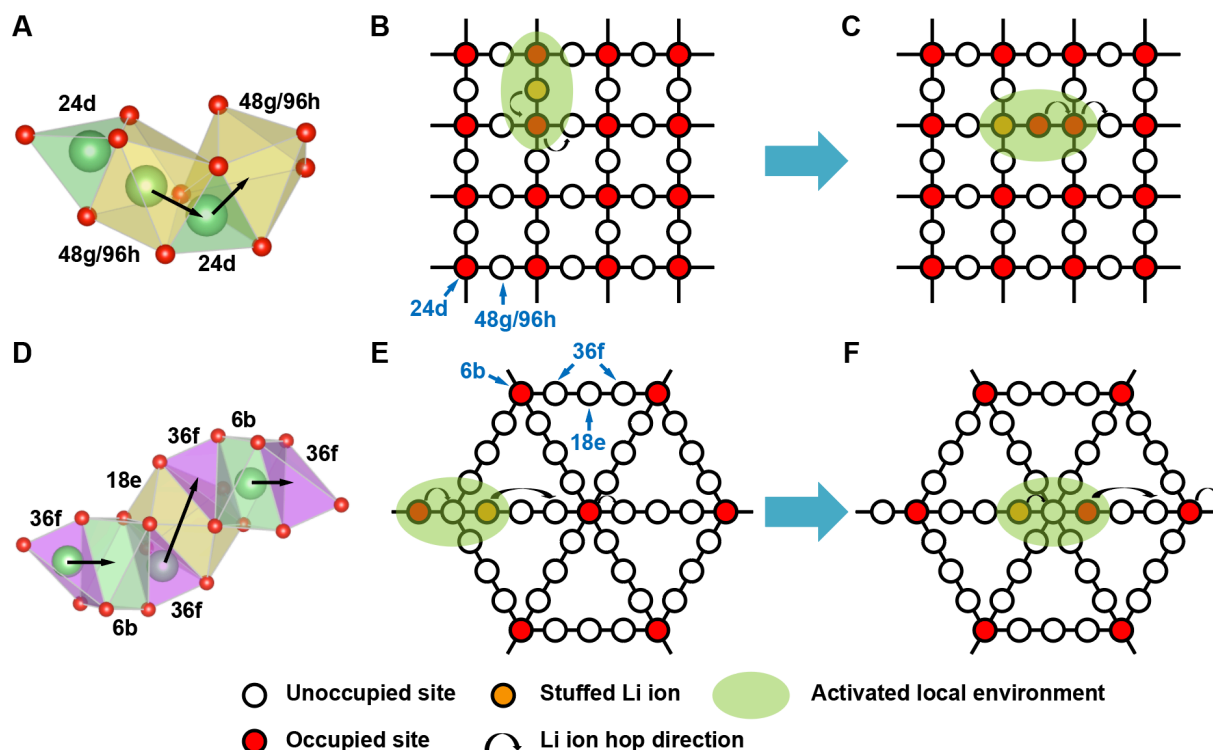 A
24d
48g/96h
48g/96h
24d
B
24d
48g/96h
C
D
36f
6b
36f
18e
36f
6b
36f
E
6b
36f
18e
F
Unoccupied site
Stuffed Li ion
Activated local environment
Occupied site
Li ion hop direction